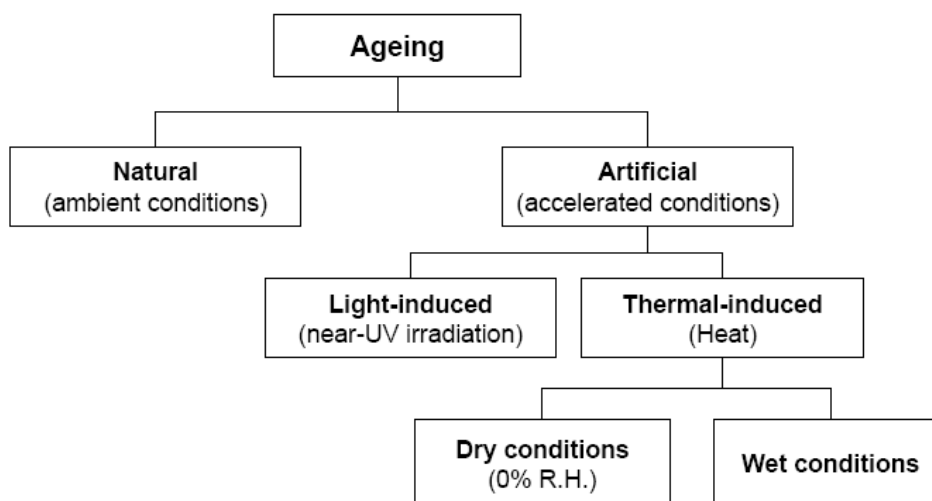 Ageing
Natural
(ambient conditions)
Artificial
(accelerated conditions)
Light-induced
(near-UV irradiation)
Thermal-induced
(Heat)
Dry conditions
(0% R.H.)
Wet conditions